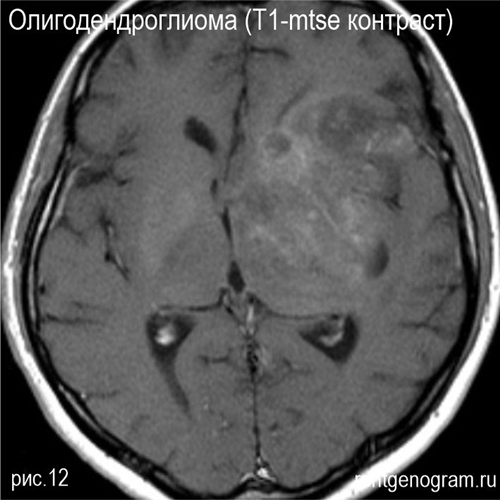 Олигодендроглиома (T1-mtse контраст)
рис.12
rentgenogram.ru